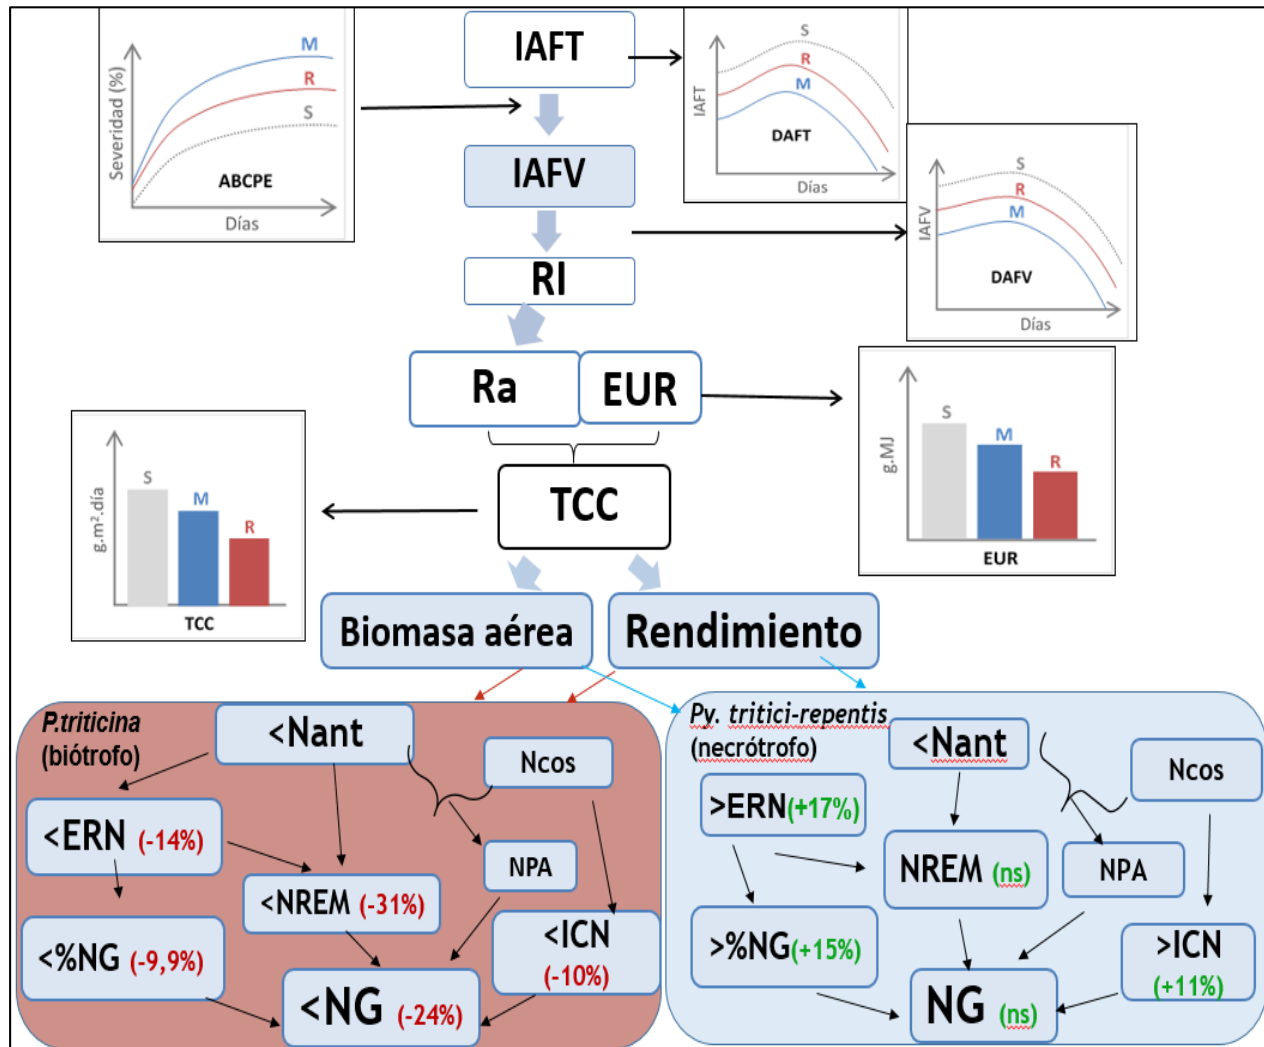 Severidad (%)
M
R
S
ABCPE
Días
IAFT
IAFT
S
R
M
DAFT
Días
IAFV
IAFV
S
R
M
DAFV
Días
RI
Ra
EUR
g.MJ
S
M
R
EUR
TCC
g.m².día
S
M
R
TCC
Biomasa aérea
Rendimiento
P.triticina
(biótrofo)
<Nant
Ncos
<ERN (-14%)
NPA
<NREM (-31%)
<%NG (-9,9%)
<ICN
(-10%)
<NG (-24%)
Py. tritici-repentis
(necrótrofo)
<Nant
Ncos
>ERN(+17%)
NREM (ns)
NPA
>%NG(+15%)
>ICN
(+11%)
NG (ns)